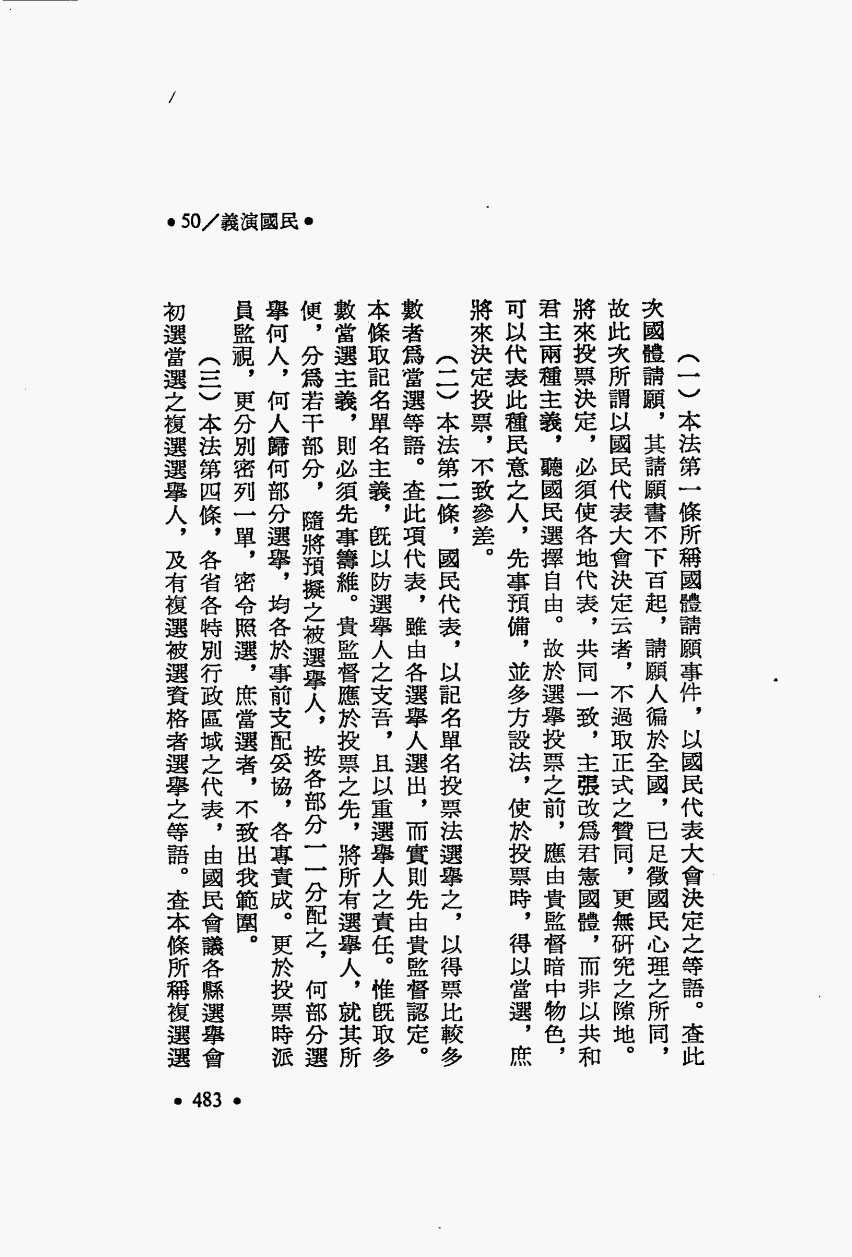 •50／義演國民•
（一）本法第一條所稱國體請願事件，以國民代表大會決定之等語。查此
次國體請願，其請願書不下百起，請願人徧於全國，已足徵國民心理之所同，
故此次所謂以國民代表大會決定云者，不過取正式之贊同，更無研究之隙地。
將來投票決定，必須使各地代表，共同一致，主張改爲君憲國體，而非以共和
君主兩種主義，聽國民選擇自由。故於選舉投票之前，應由貴監督暗中物色，
可以代表此種民意之人，先事預備，並多方設法，使於投票時，得以當選，庶
將來決定投票，不致參差。
（二）本法第二條，國民代表，以記名單名投票法選舉之，以得票比較多
數者爲當選等語。查此項代表，雖由各選舉人選出，而實則先由貴監督認定。
本條取記名單名主義，旣以防選舉人之支吾，且以重選舉人之責任。惟旣取多
數當選主義，則必須先事籌維。貴監督應於投票之先，將所有選舉人，就其所
便，分爲若干部分，隨將預擬之被選舉人，按各部分一一分配之，何部分選
舉何人，何人歸何部分選舉，均各於事前支配妥協，各專責成。更於投票時派
員監視，更分別密列一單，密令照選，庶當選者，不致出我範圍。
（三）本法第四條，各省各特別行政區域之代表，由國民會議各縣選舉會
初選當選之複選選舉人，及有複選被選資格者選舉之等語。查本條所稱複選選
•483•